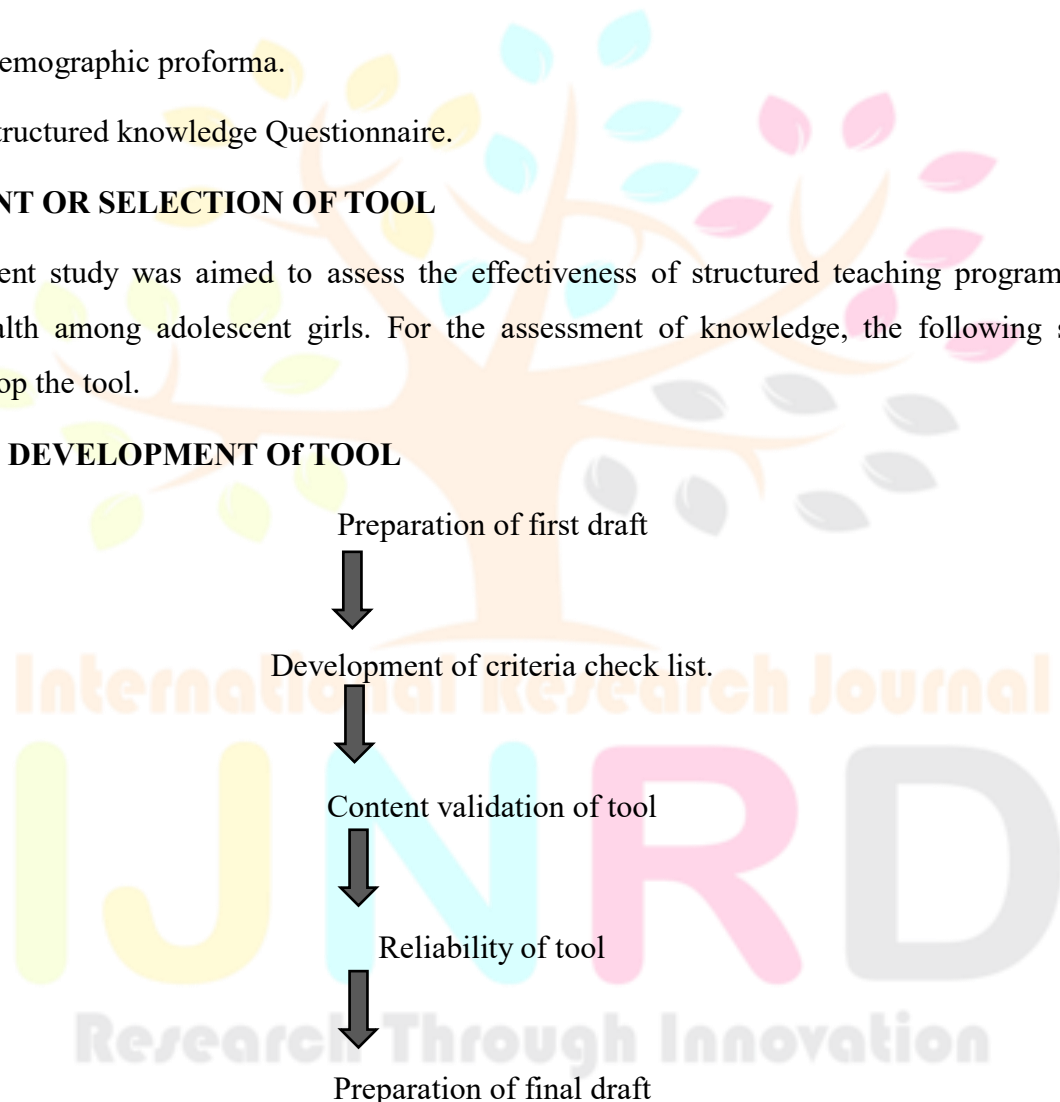 emographic proforma.
tructured knowledge Questionnaire.
NT OR SELECTION OF TOOL
ent study was aimed to assess the effectiveness of structured teaching program
alth among adolescent girls. For the assessment of knowledge, the following s
op the tool.
DEVELOPMENT Of TOOL
Preparation of first draft
Development of criteria check list.
International Research Journal
Content validation of tool
IJNRD
Reliability of tool
Research Through Innovation
Preparation of final draft